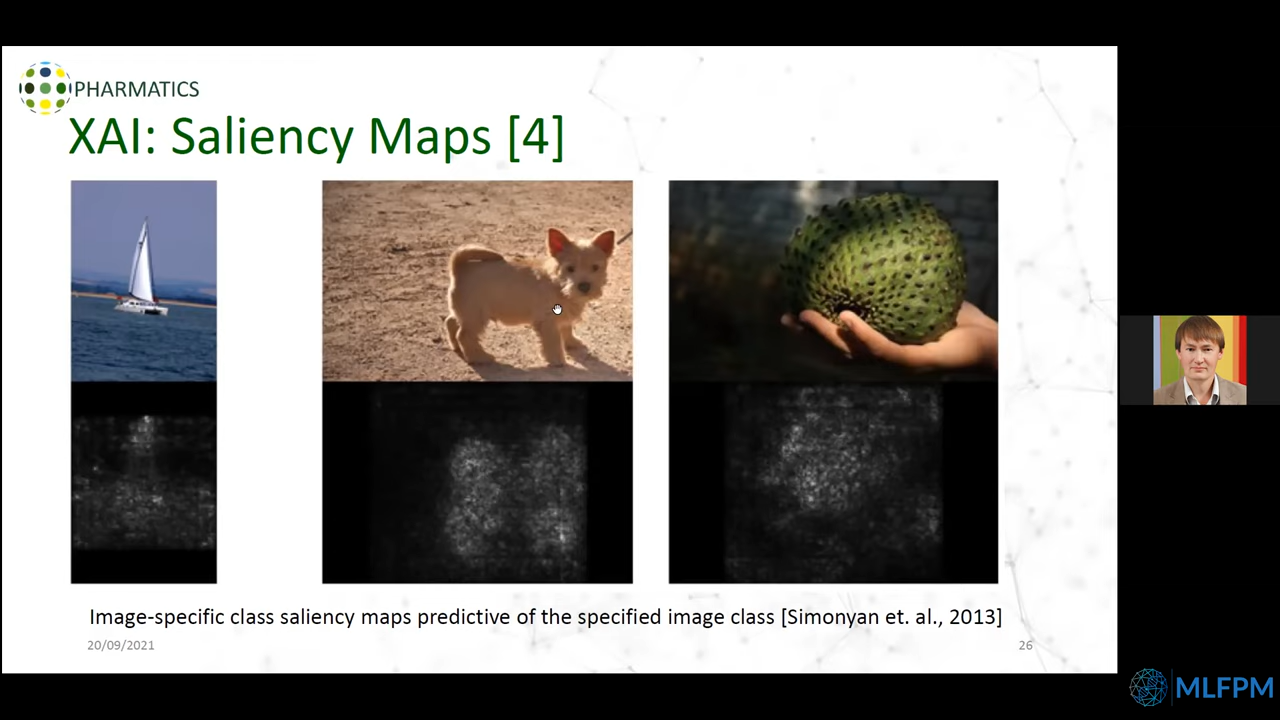 PHARMATICS
XAI: Saliency Maps [4]
Image-specific class saliency maps predictive of the specified image class [Simonyan et. al., 2013]
20/09/2021
26
MLFPM